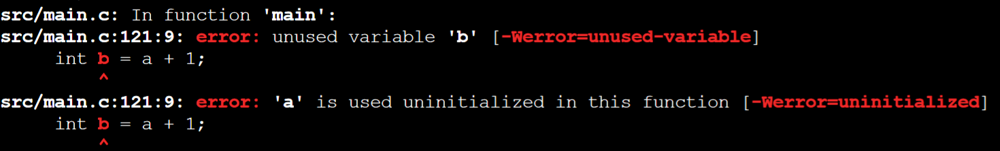 src/main.c: In function 'main':
src/main.c:121:9: error: unused variable 'b' [-Werror=unused-variable]
     int b = a + 1;
         ^
src/main.c:121:9: error: 'a' is used uninitialized in this function [-Werror=uninitialized]
     int b = a + 1;
         ^